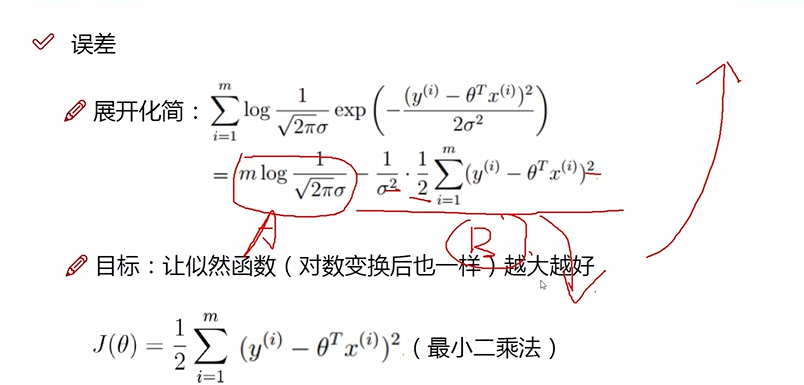 误差
展开化简：$\sum_{i=1}^{m} \log \frac{1}{\sqrt{2\pi}\sigma} \exp\left(-\frac{(y^{(i)} - \theta^T x^{(i)})^2}{2\sigma^2}\right)$
$= m \log \frac{1}{\sqrt{2\pi}\sigma} - \frac{1}{\sigma^2} \cdot \frac{1}{2} \sum_{i=1}^{m} (y^{(i)} - \theta^T x^{(i)})^2$
A B
目标：让似然函数（对数变换后也一样）越大越好
$J(\theta) = \frac{1}{2} \sum_{i=1}^{m} (y^{(i)} - \theta^T x^{(i)})^2$（最小二乘法）